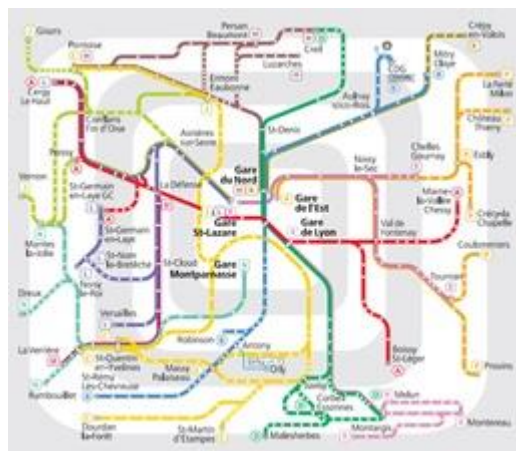 Gisors
Pontoise
Persan
Beaumont
Creil
Luzarches
CDG
Crépy
en-Valois
Mitry
Claye
Cergy
Le Haut
Ermont
Eaubonne
Aulnay
La Ferté
Milon
Conflans
Fin d'Oise
Asnières
sur-Seine
St-Denis
Château
Thierry
Poissy
Noisy
le-Sec
Chelles
Gournay
Esbly
Vernon
St-Germain
en-Laye GC
La Défense
Gare
du Nord
Gare
de l'Est
Marne-
la-Vallée
Chessy
Crécy-la
Chapelle
Gare
St-Lazare
Gare
de Lyon
Val de
Fontenay
Mantes
la-Jolie
St-Germain
en-Laye
St-Nom
la-Bretèche
St-Cloud
Gare
Montparnasse
Coulommiers
Noisy
le-Roi
Tournan
Dreux
Versailles
Robinson
Antony
Orly
Boissy
St-Léger
Provins
La Verrière
St-Quentin
en-Yvelines
St-Rémy
Lès-Chevreuse
Massy
Palaiseau
Rambouillet
Corbeil
Essonnes
Melun
Dourdan
la-Forêt
St-Martin
d'Étampes
Malesherbes
Montargis
Montereau